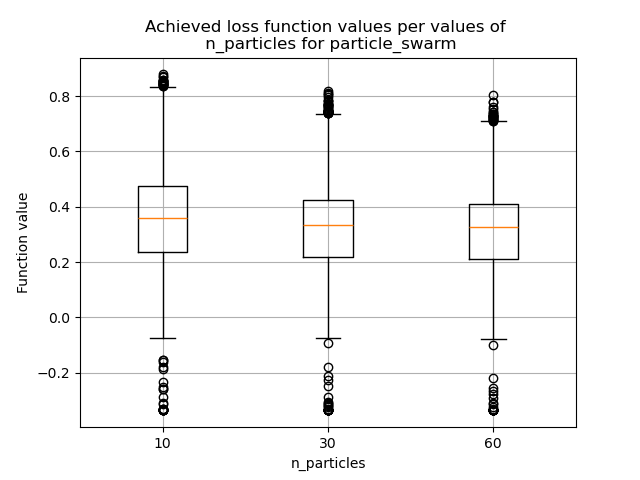 Achieved loss function values per values of
n_particles for particle_swarm
0.8
0.6
0.4
0.2
0.0
−0.2
Function value
10 30 60
n_particles